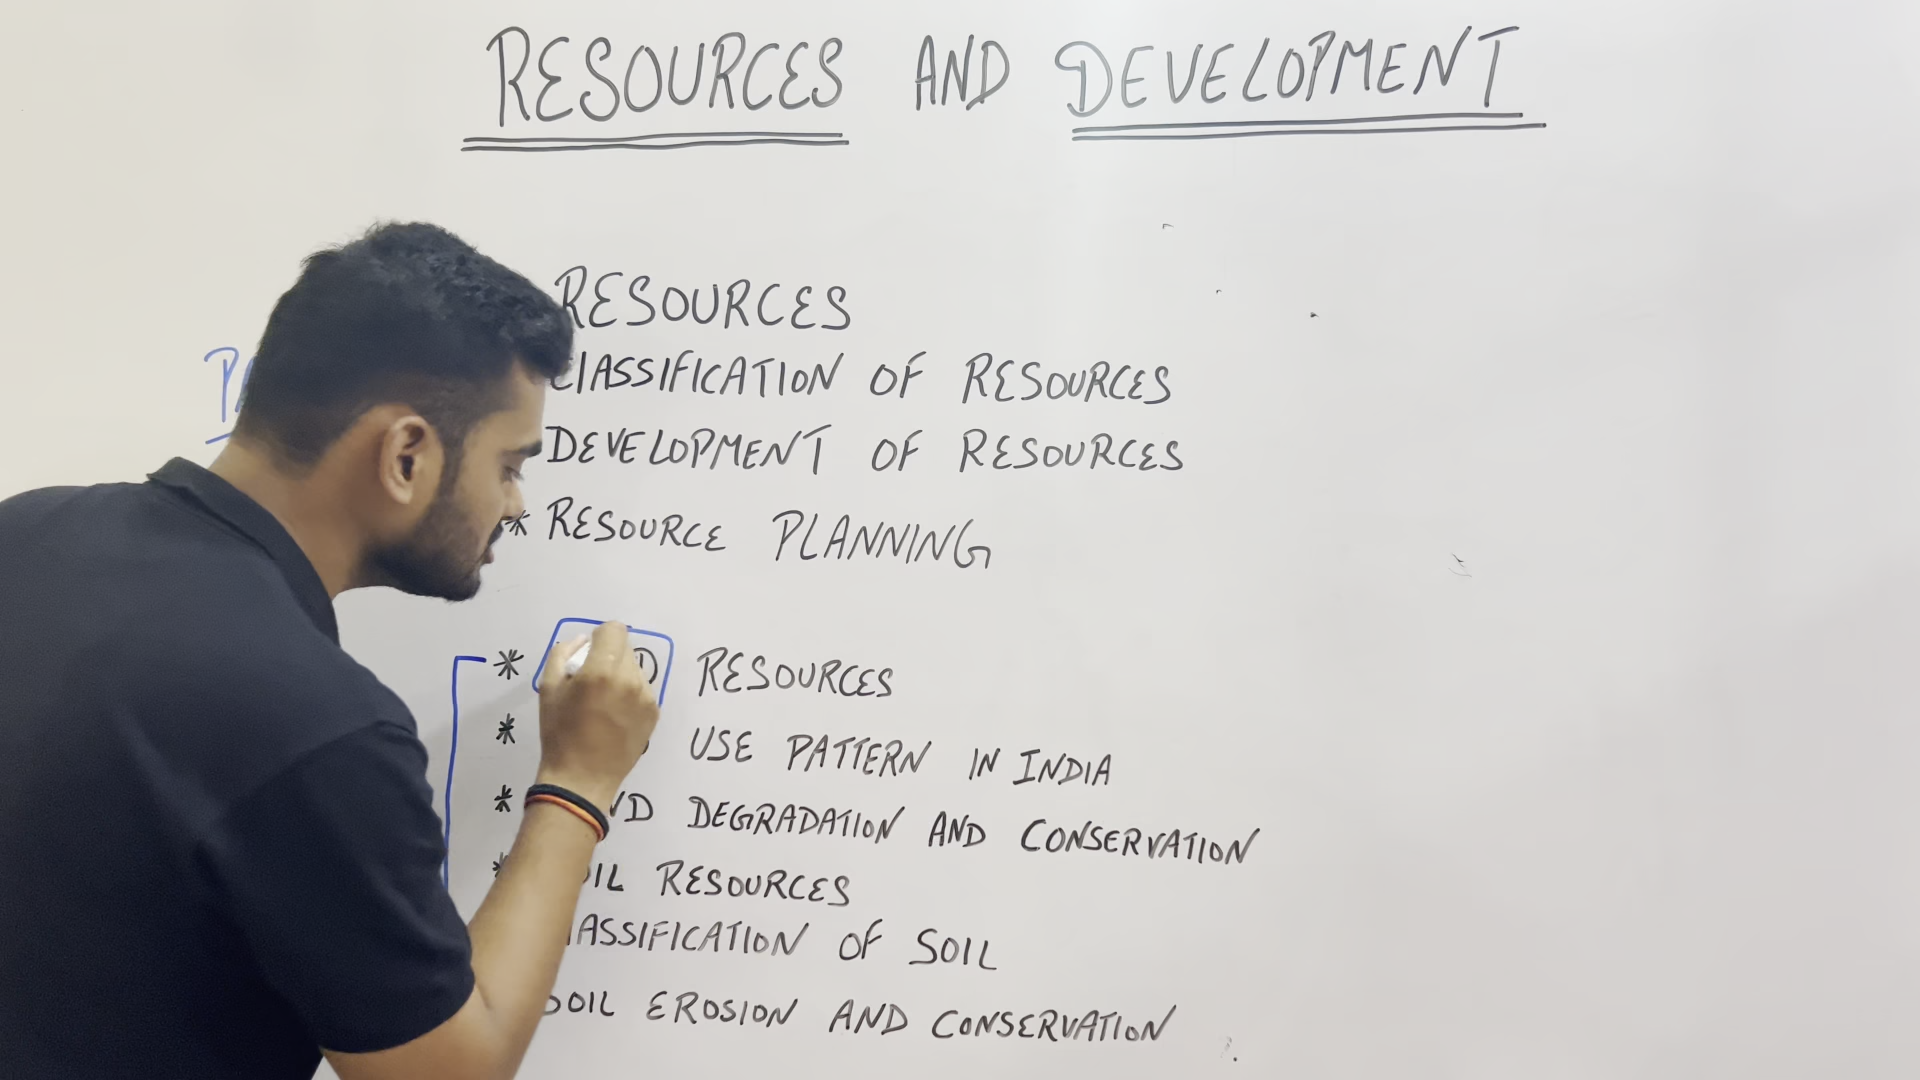 RESOURCES AND DEVELOPMENT
RESOURCES
CLASSIFICATION OF RESOURCES
DEVELOPMENT OF RESOURCES
* RESOURCE PLANNING
* RESOURCES
* USE PATTERN IN INDIA
* DEGRADATION AND CONSERVATION
RESOURCES
OF SOIL
SOIL EROSION AND CONSERVATION